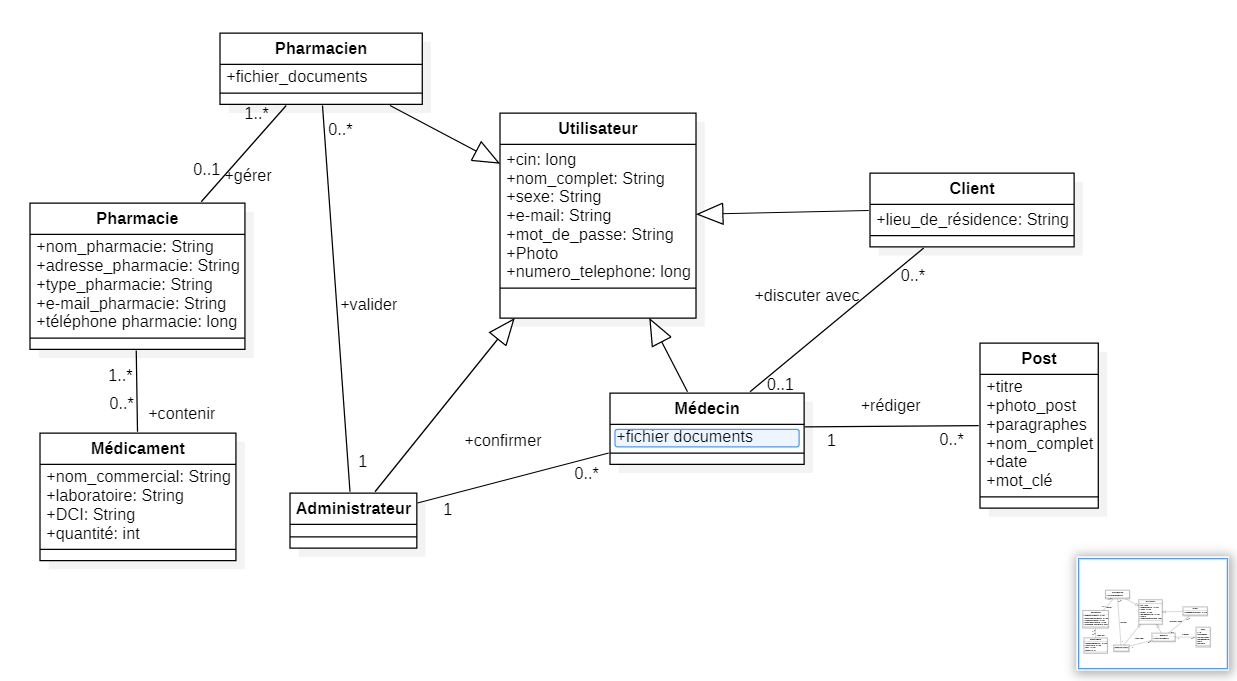 Pharmacien
+fichier_documents
1..*
0..*
0..1
+gérer
Utilisateur
+cin: long
+nom_complet: String
+sexe: String
+e-mail: String
+mot_de_passe: String
+Photo
+numero_telephone: long
Client
+lieu_de_résidence: String
0..*
+discuter avec
0..1
Pharmacie
+nom_pharmacie: String
+adresse_pharmacie: String
+type_pharmacie: String
+e-mail_pharmacie: String
+téléphone pharmacie: long
+valider
1..*
0..*
+contenir
Médicament
+nom_commercial: String
+laboratoire: String
+DCI: String
+quantité: int
1
Administrateur
1
+confirmer
0..*
Médecin
+fichier documents
+rédiger
1
0..*
Post
+titre
+photo_post
+paragraphes
+nom_complet
+date
+mot_clé